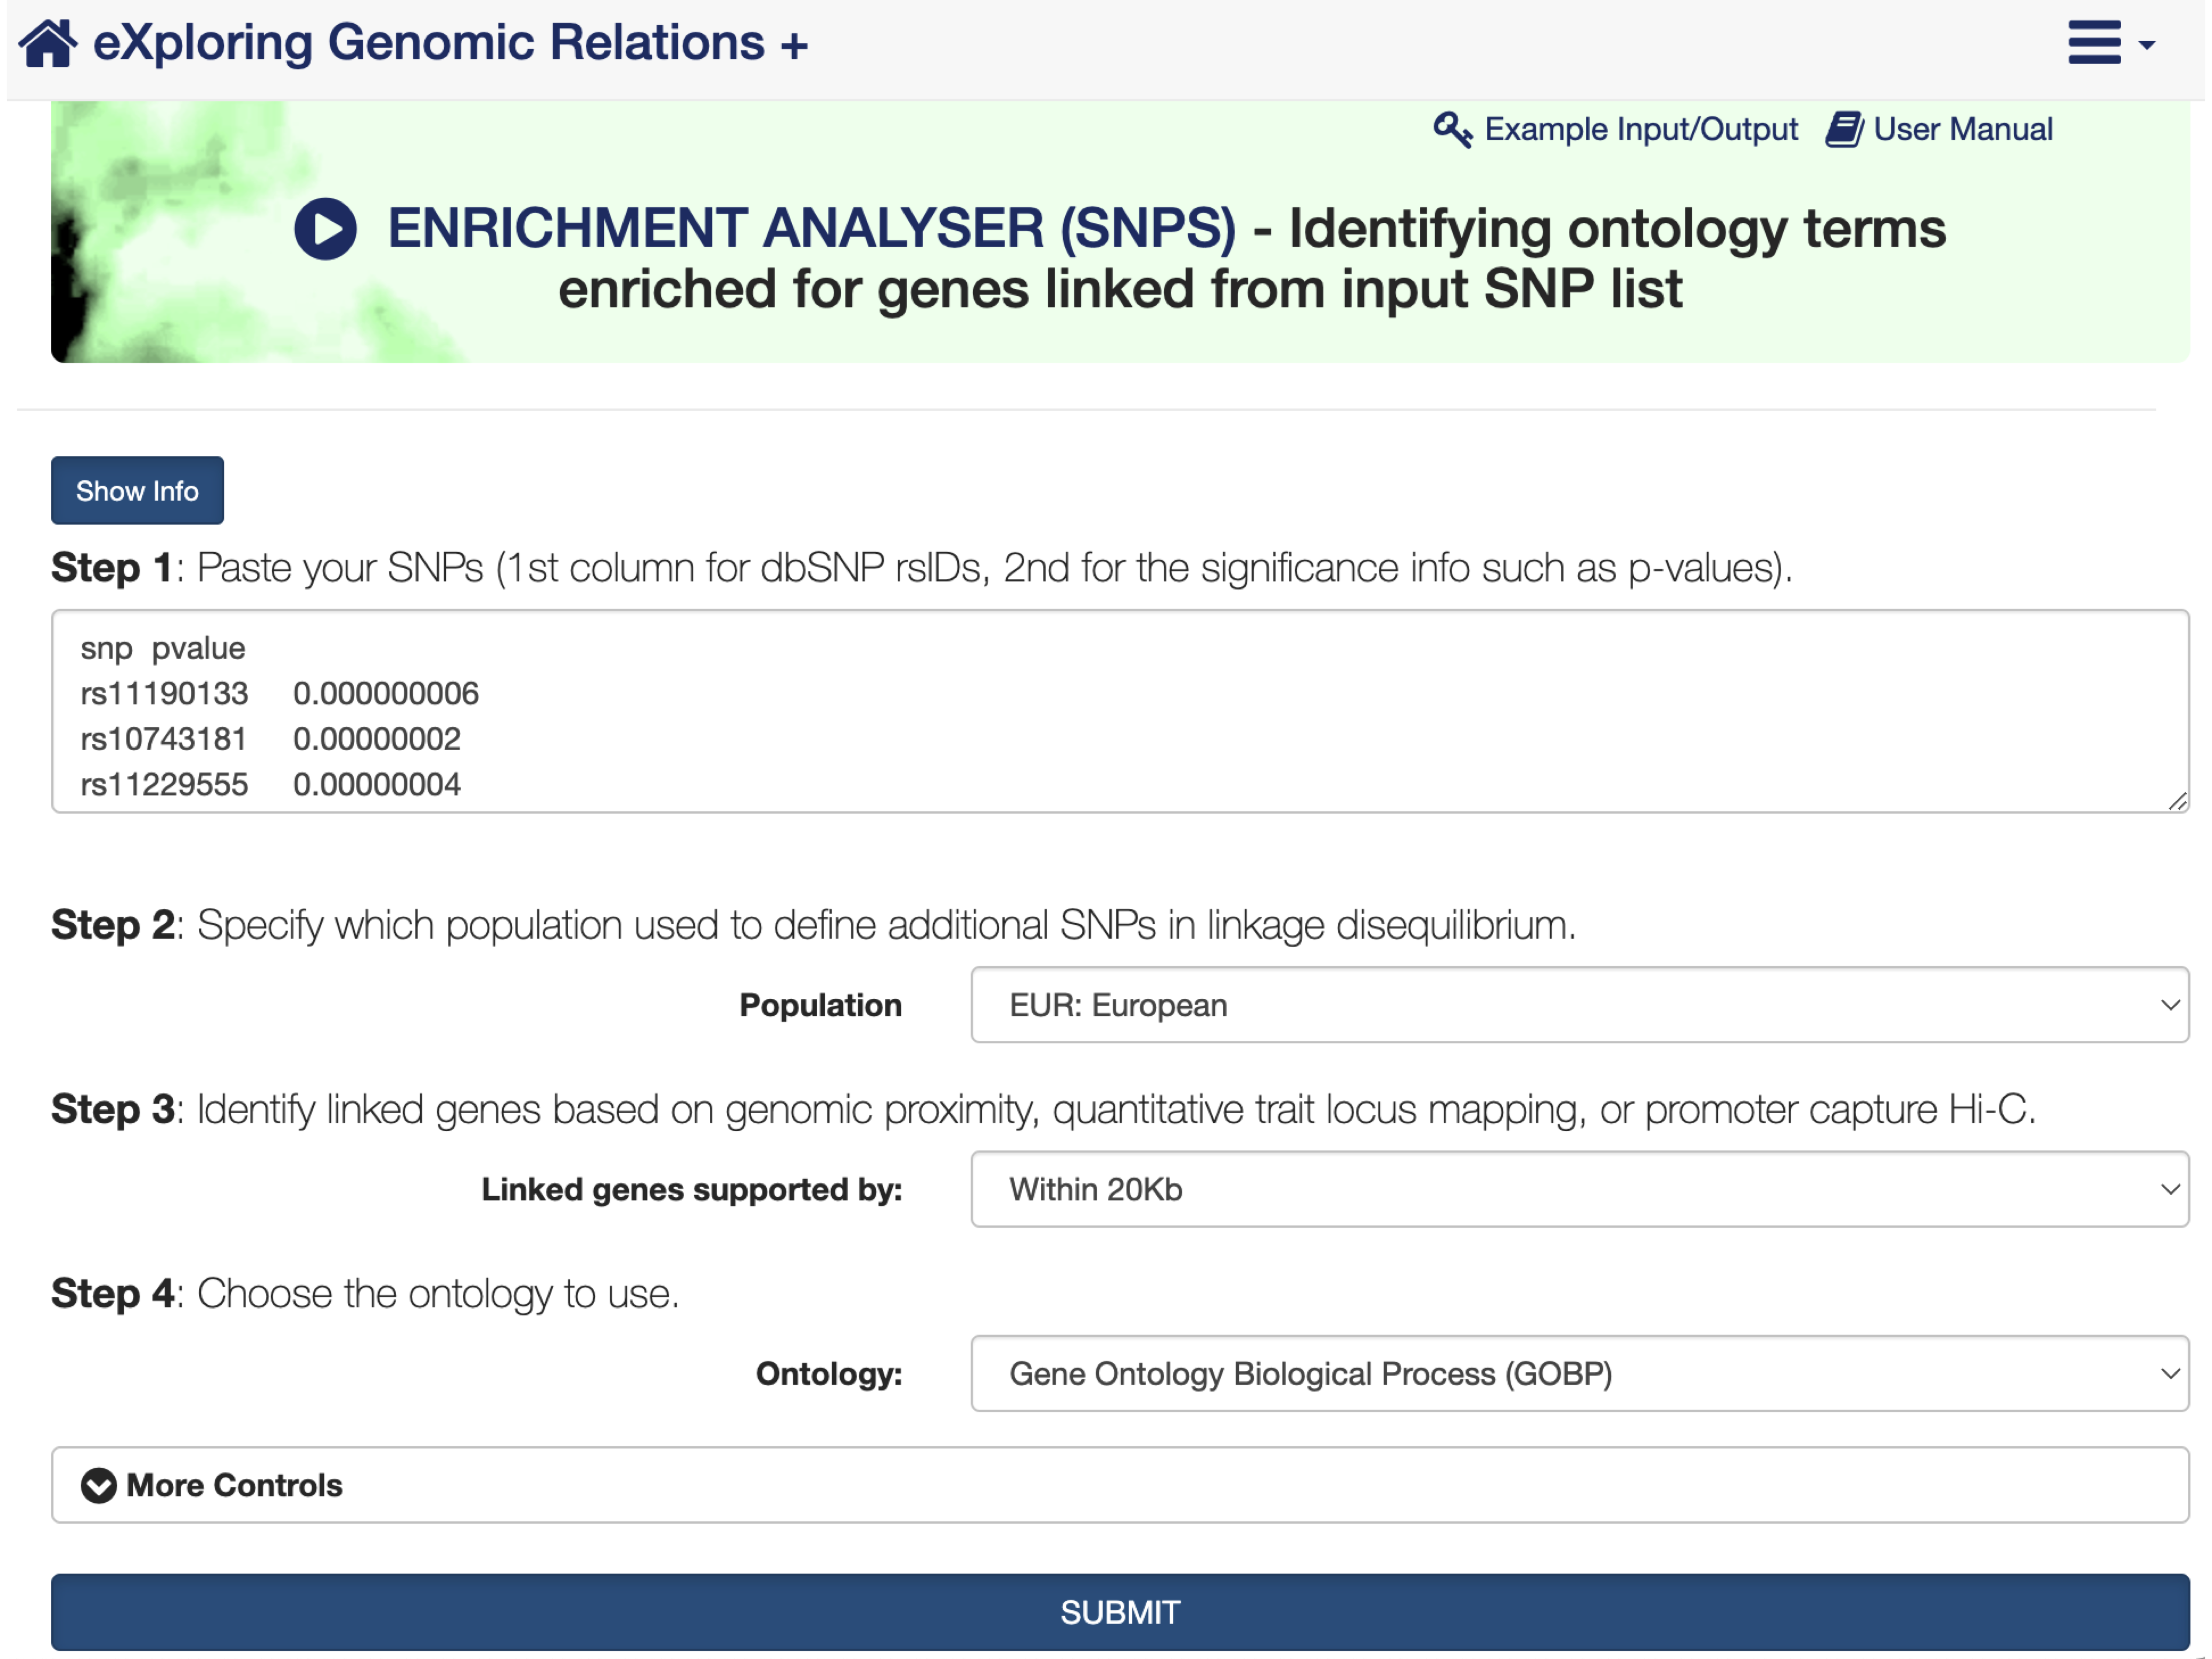 eXploring Genomic Relations +
Example Input/Output User Manual
ENRICHMENT ANALYSER (SNPS) - Identifying ontology terms
enriched for genes linked from input SNP list
Show Info
Step 1: Paste your SNPs (1st column for dbSNP rsIDs, 2nd for the significance info such as p-values).
snp pvalue
rs11190133 0.000000006
rs10743181 0.00000002
rs11229555 0.00000004
Step 2: Specify which population used to define additional SNPs in linkage disequilibrium.
Population EUR: European
Step 3: Identify linked genes based on genomic proximity, quantitative trait locus mapping, or promoter capture Hi-C.
Linked genes supported by: Within 20Kb
Step 4: Choose the ontology to use.
Ontology: Gene Ontology Biological Process (GOBP)
More Controls
SUBMIT